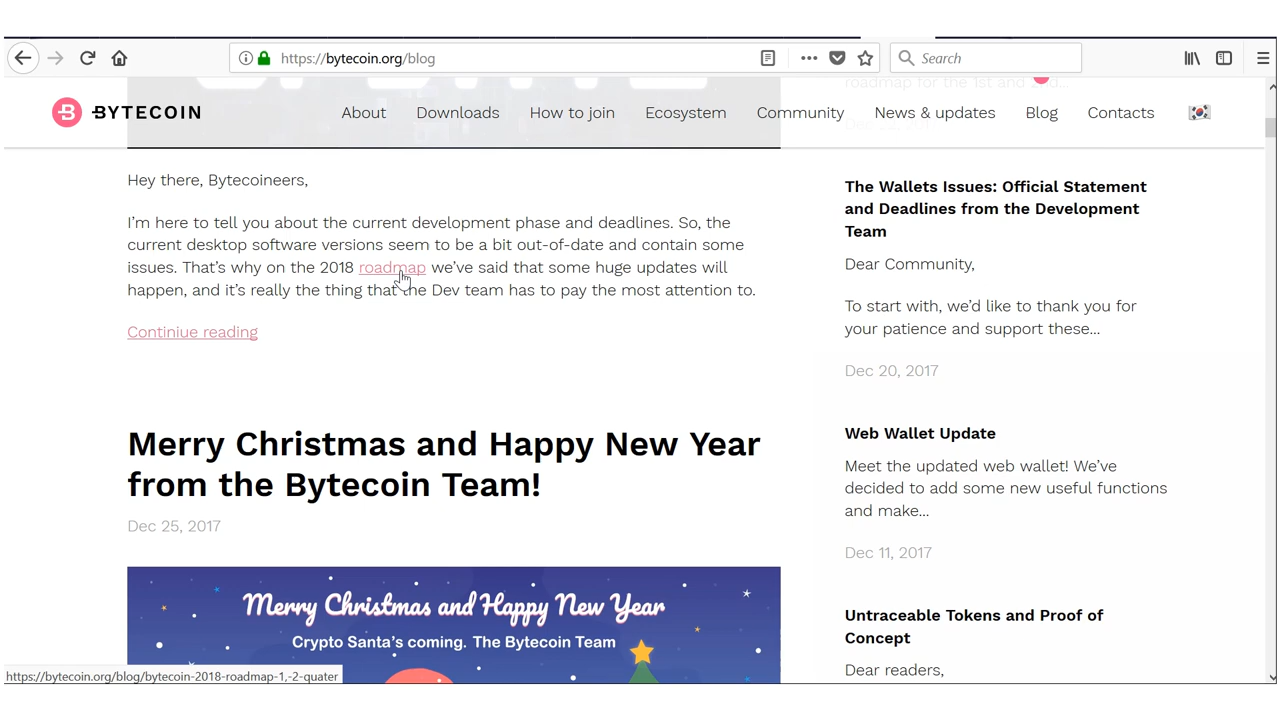 https://bytecoin.org/blog
Search
roadmap for the 1st and 2nd...
BYTECOIN
About
Downloads
How to join
Ecosystem
Community
News & updates
Blog
Contacts
Hey there, Bytecoineers,
I'm here to tell you about the current development phase and deadlines. So, the
current desktop software versions seem to be a bit out-of-date and contain some
issues. That's why on the 2018 roadmap we've said that some huge updates will
happen, and it's really the thing that the Dev team has to pay the most attention to.
Continiue reading
Merry Christmas and Happy New Year
from the Bytecoin Team!
Dec 25, 2017
Merry Christmas and Happy New Year
Crypto Santa's coming. The Bytecoin Team
The Wallets Issues: Official Statement
and Deadlines from the Development
Team
Dear Community,
To start with, we'd like to thank you for
your patience and support these...
Dec 20, 2017
Web Wallet Update
Meet the updated web wallet! We've
decided to add some new useful functions
and make...
Dec 11, 2017
Untraceable Tokens and Proof of
Concept
Dear readers,
https://bytecoin.org/blog/bytecoin-2018-roadmap-1,-2-quater